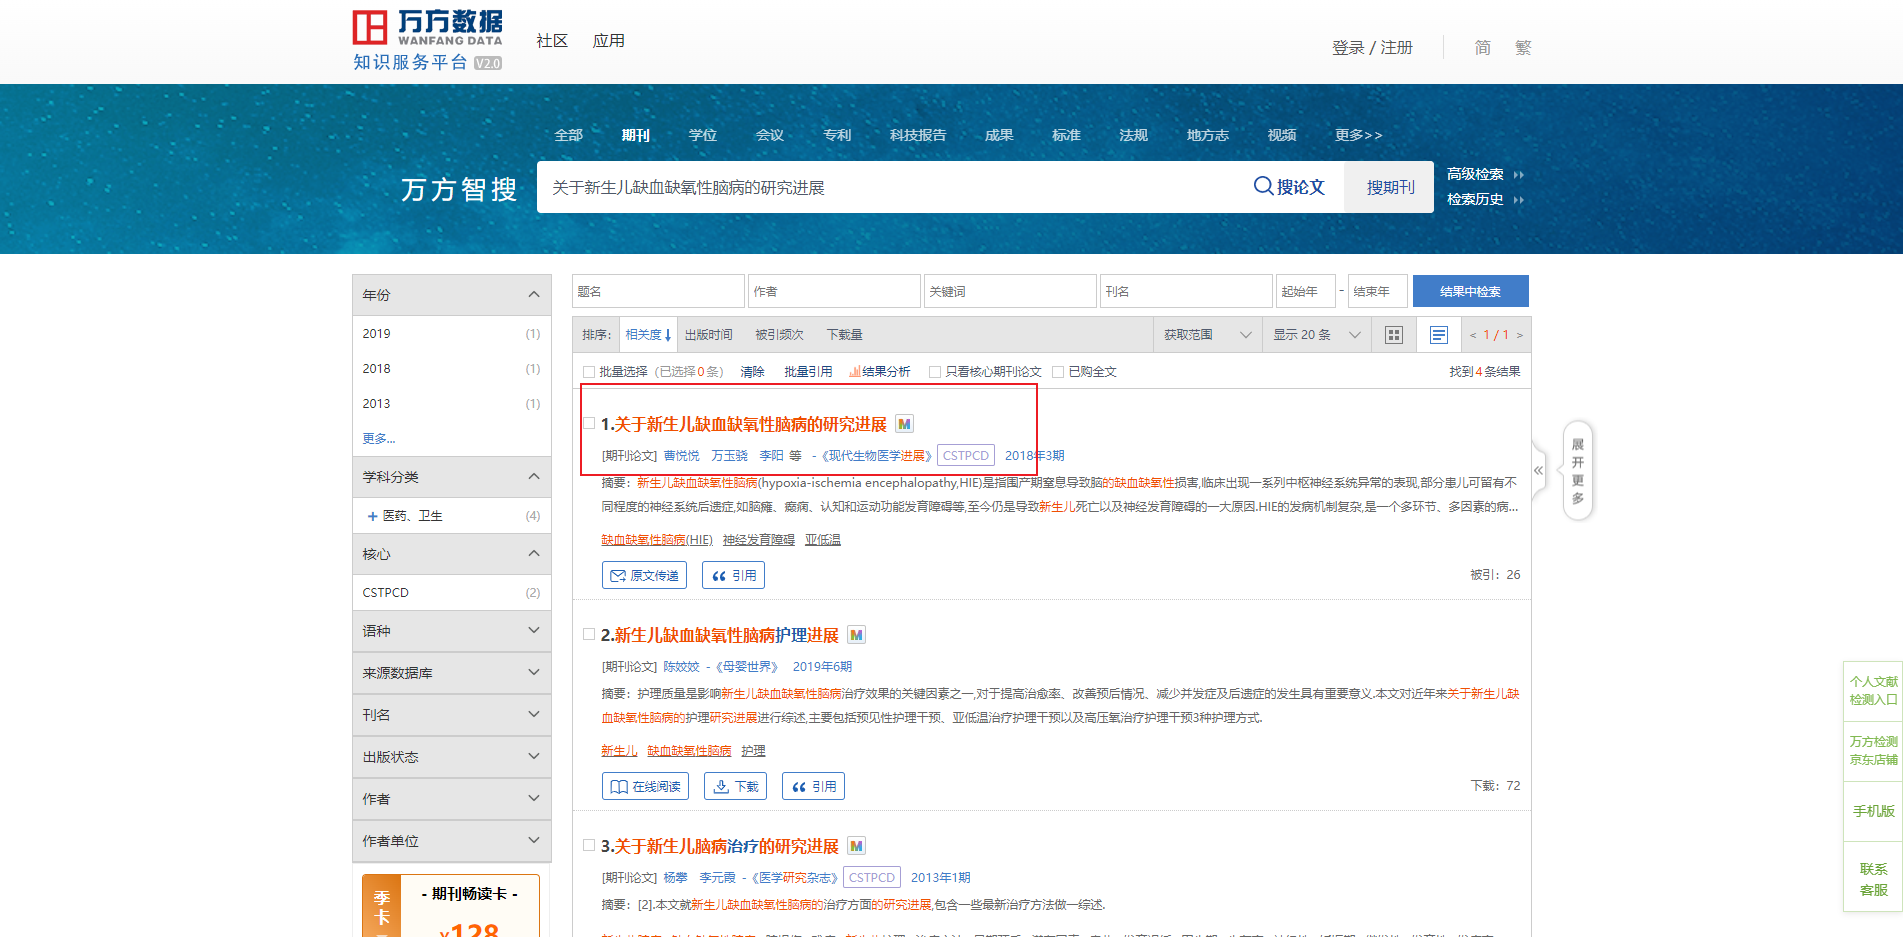 万方数据
WANFANG DATA
知识服务平台 V2.0
社区 应用
登录 / 注册 简 繁
全部 期刊 学位 会议 专利 科技报告 成果 标准 法规 地方志 视频 更多>>
万方智搜
关于新生儿缺血缺氧性脑病的研究进展
搜论文 搜期刊
高级检索
检索历史
年份
2019 (1)
2018 (1)
2013 (1)
更多...
学科分类
+ 医药、卫生 (4)
核心
CSTPCD (2)
语种
来源数据库
刊名
出版状态
作者
作者单位
季卡
- 期刊畅读卡 -
¥128
题名 作者 关键词 刊名 起始年 - 结束年 结果中检索
排序: 相关度 出版时间 被引频次 下载量 获取范围 显示 20 条 < 1 / 1 >
批量选择 (已选择0条) 清除 批量引用 结果分析 只看核心期刊论文 已购全文 找到4条结果
1.关于新生儿缺血缺氧性脑病的研究进展 M
[期刊论文] 曹悦悦 万玉骁 李阳 等 -《现代生物医学进展》 CSTPCD 2018年3期
摘要：新生儿缺血缺氧性脑病(hypoxia-ischemia encephalopathy,HIE)是指围产期窒息导致脑的缺血缺氧性损害,临床出现一系列中枢神经系统异常的表现,部分患儿可留有不
同程度的神经系统后遗症,如脑瘫、癫痫、认知和运动功能发育障碍等,至今仍是导致新生儿死亡以及神经发育障碍的一大原因.HIE的发病机制复杂,是一个多环节、多因素的病...
缺血缺氧性脑病(HIE) 神经发育障碍 亚低温
原文传递 引用 被引：26
2.新生儿缺血缺氧性脑病护理进展 M
[期刊论文] 陈姣姣 -《母婴世界》 2019年6期
摘要：护理质量是影响新生儿缺血缺氧性脑病治疗效果的关键因素之一,对于提高治愈率、改善预后情况、减少并发症及后遗症的发生具有重要意义.本文对近年来关于新生儿缺
血缺氧性脑病的护理研究进展进行综述,主要包括预见性护理干预、亚低温治疗护理干预以及高压氧治疗护理干预3种护理方式.
新生儿 缺血缺氧性脑病 护理
在线阅读 下载 引用 下载：72
3.关于新生儿脑病治疗的研究进展 M
[期刊论文] 杨攀 李元霞 -《医学研究杂志》 CSTPCD 2013年1期
摘要：[2].本文就新生儿缺血缺氧性脑病的治疗方面的研究进展,包含一些最新治疗方法做一综述.
«
展开更多
个人文献
检测入口
万方检测
京东店铺
手机版
联系
客服